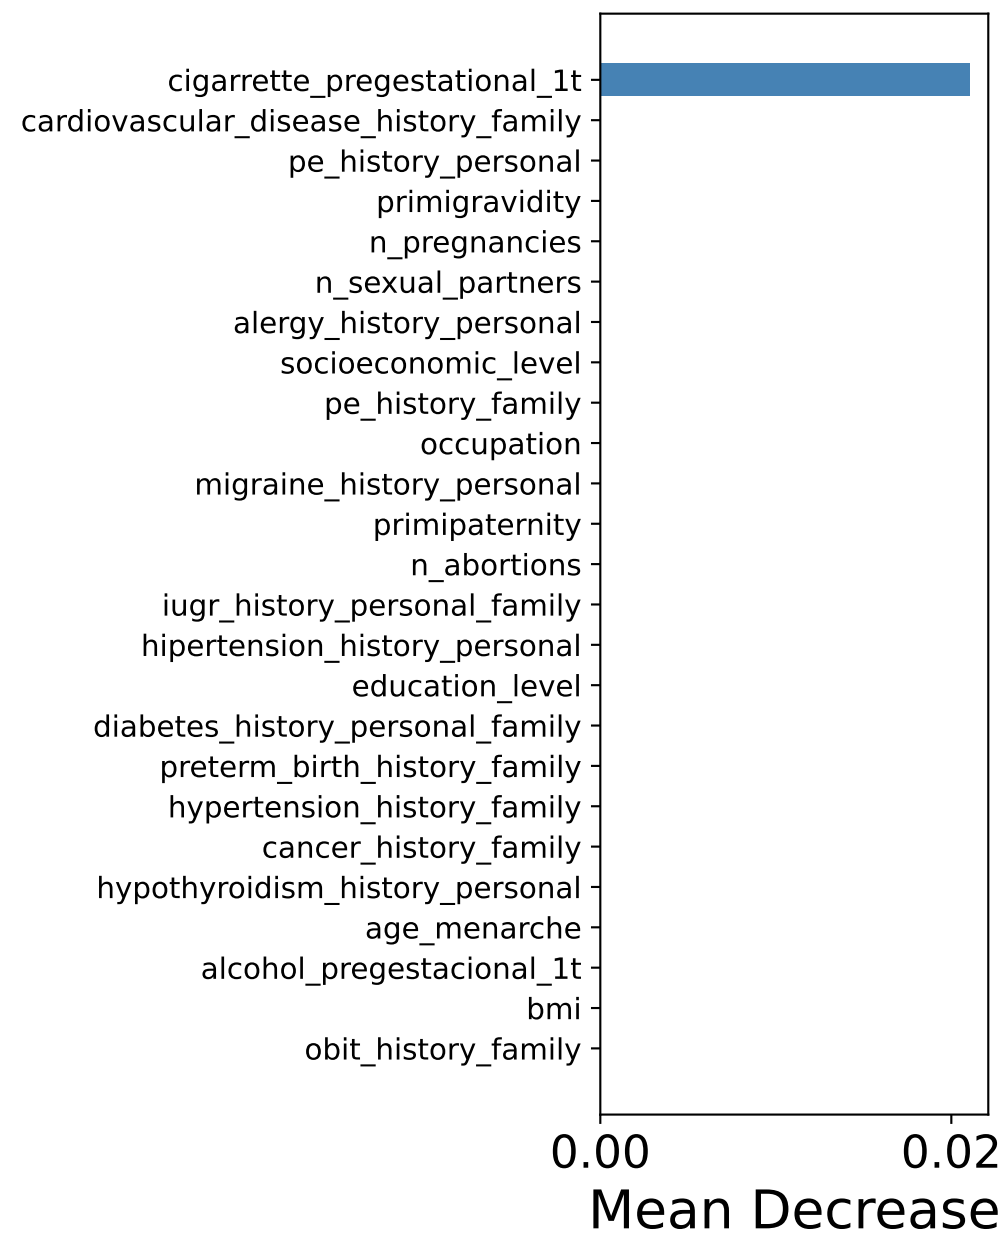 cigarrette_pregestational_1t
cardiovascular_disease_history_family
pe_history_personal
primigravidity
n_pregnancies
n_sexual_partners
alergy_history_personal
socioeconomic_level
pe_history_family
occupation
migraine_history_personal
primipaternity
n_abortions
iugr_history_personal_family
hipertension_history_personal
education_level
diabetes_history_personal_family
preterm_birth_history_family
hypertension_history_family
cancer_history_family
hypothyroidism_history_personal
age_menarche
alcohol_pregestacional_1t
bmi
obit_history_family
0.00 0.02
Mean Decrease